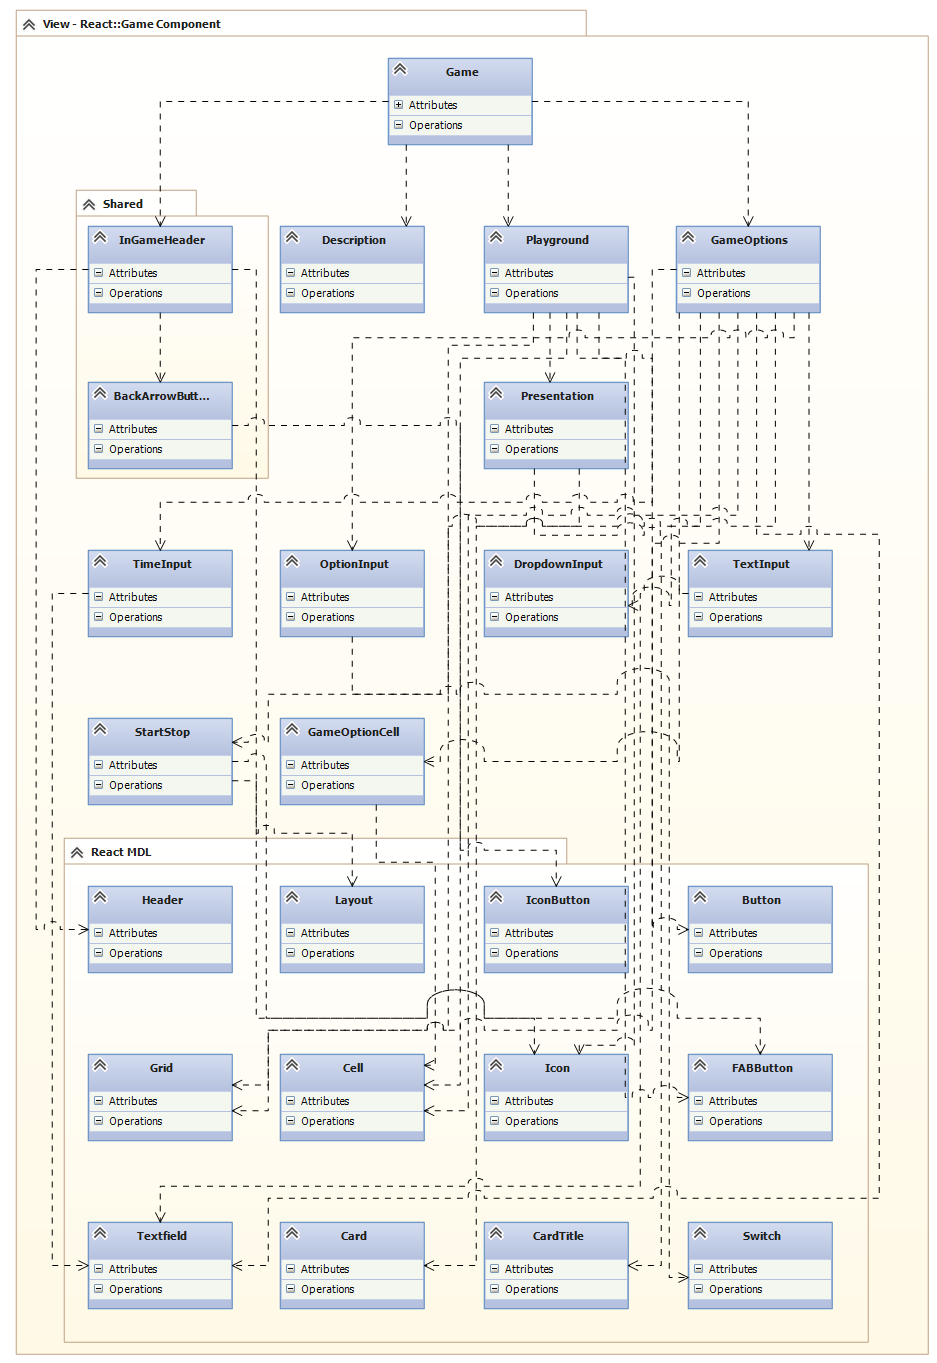 View - React::Game Component
Game
Attributes
Operations
Shared
InGameHeader
Attributes
Operations
Description
Attributes
Operations
Playground
Attributes
Operations
GameOptions
Attributes
Operations
BackArrowButt...
Attributes
Operations
Presentation
Attributes
Operations
TimeInput
Attributes
Operations
OptionInput
Attributes
Operations
DropdownInput
Attributes
Operations
TextInput
Attributes
Operations
StartStop
Attributes
Operations
GameOptionCell
Attributes
Operations
React MDL
Header
Attributes
Operations
Layout
Attributes
Operations
IconButton
Attributes
Operations
Button
Attributes
Operations
Grid
Attributes
Operations
Cell
Attributes
Operations
Icon
Attributes
Operations
FABButton
Attributes
Operations
Textfield
Attributes
Operations
Card
Attributes
Operations
CardTitle
Attributes
Operations
Switch
Attributes
Operations